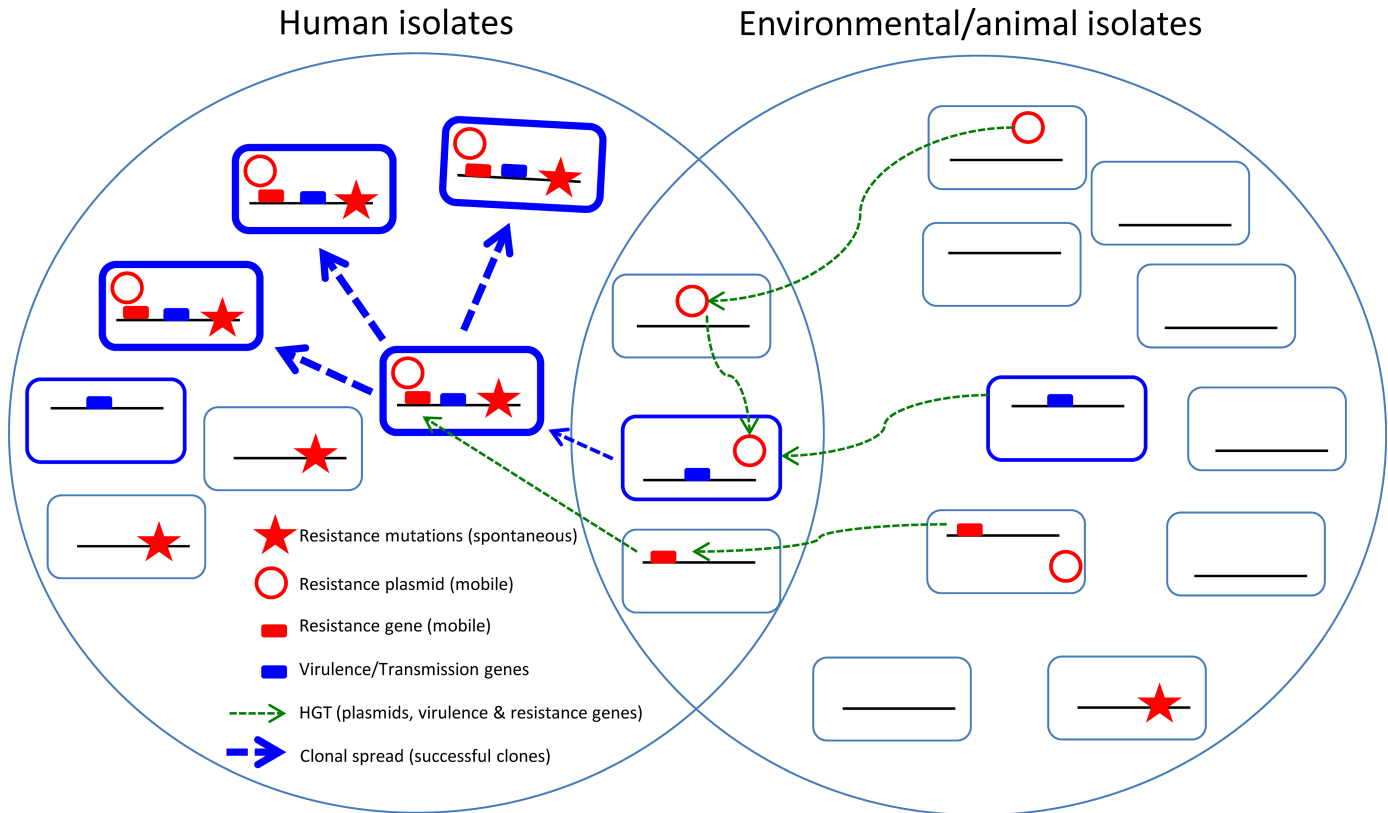 Human isolates
Environmental/animal isolates
Resistance mutations (spontaneous)
Resistance plasmid (mobile)
Resistance gene (mobile)
Virulence/Transmission genes
HGT (plasmids, virulence & resistance genes)
Clonal spread (successful clones)